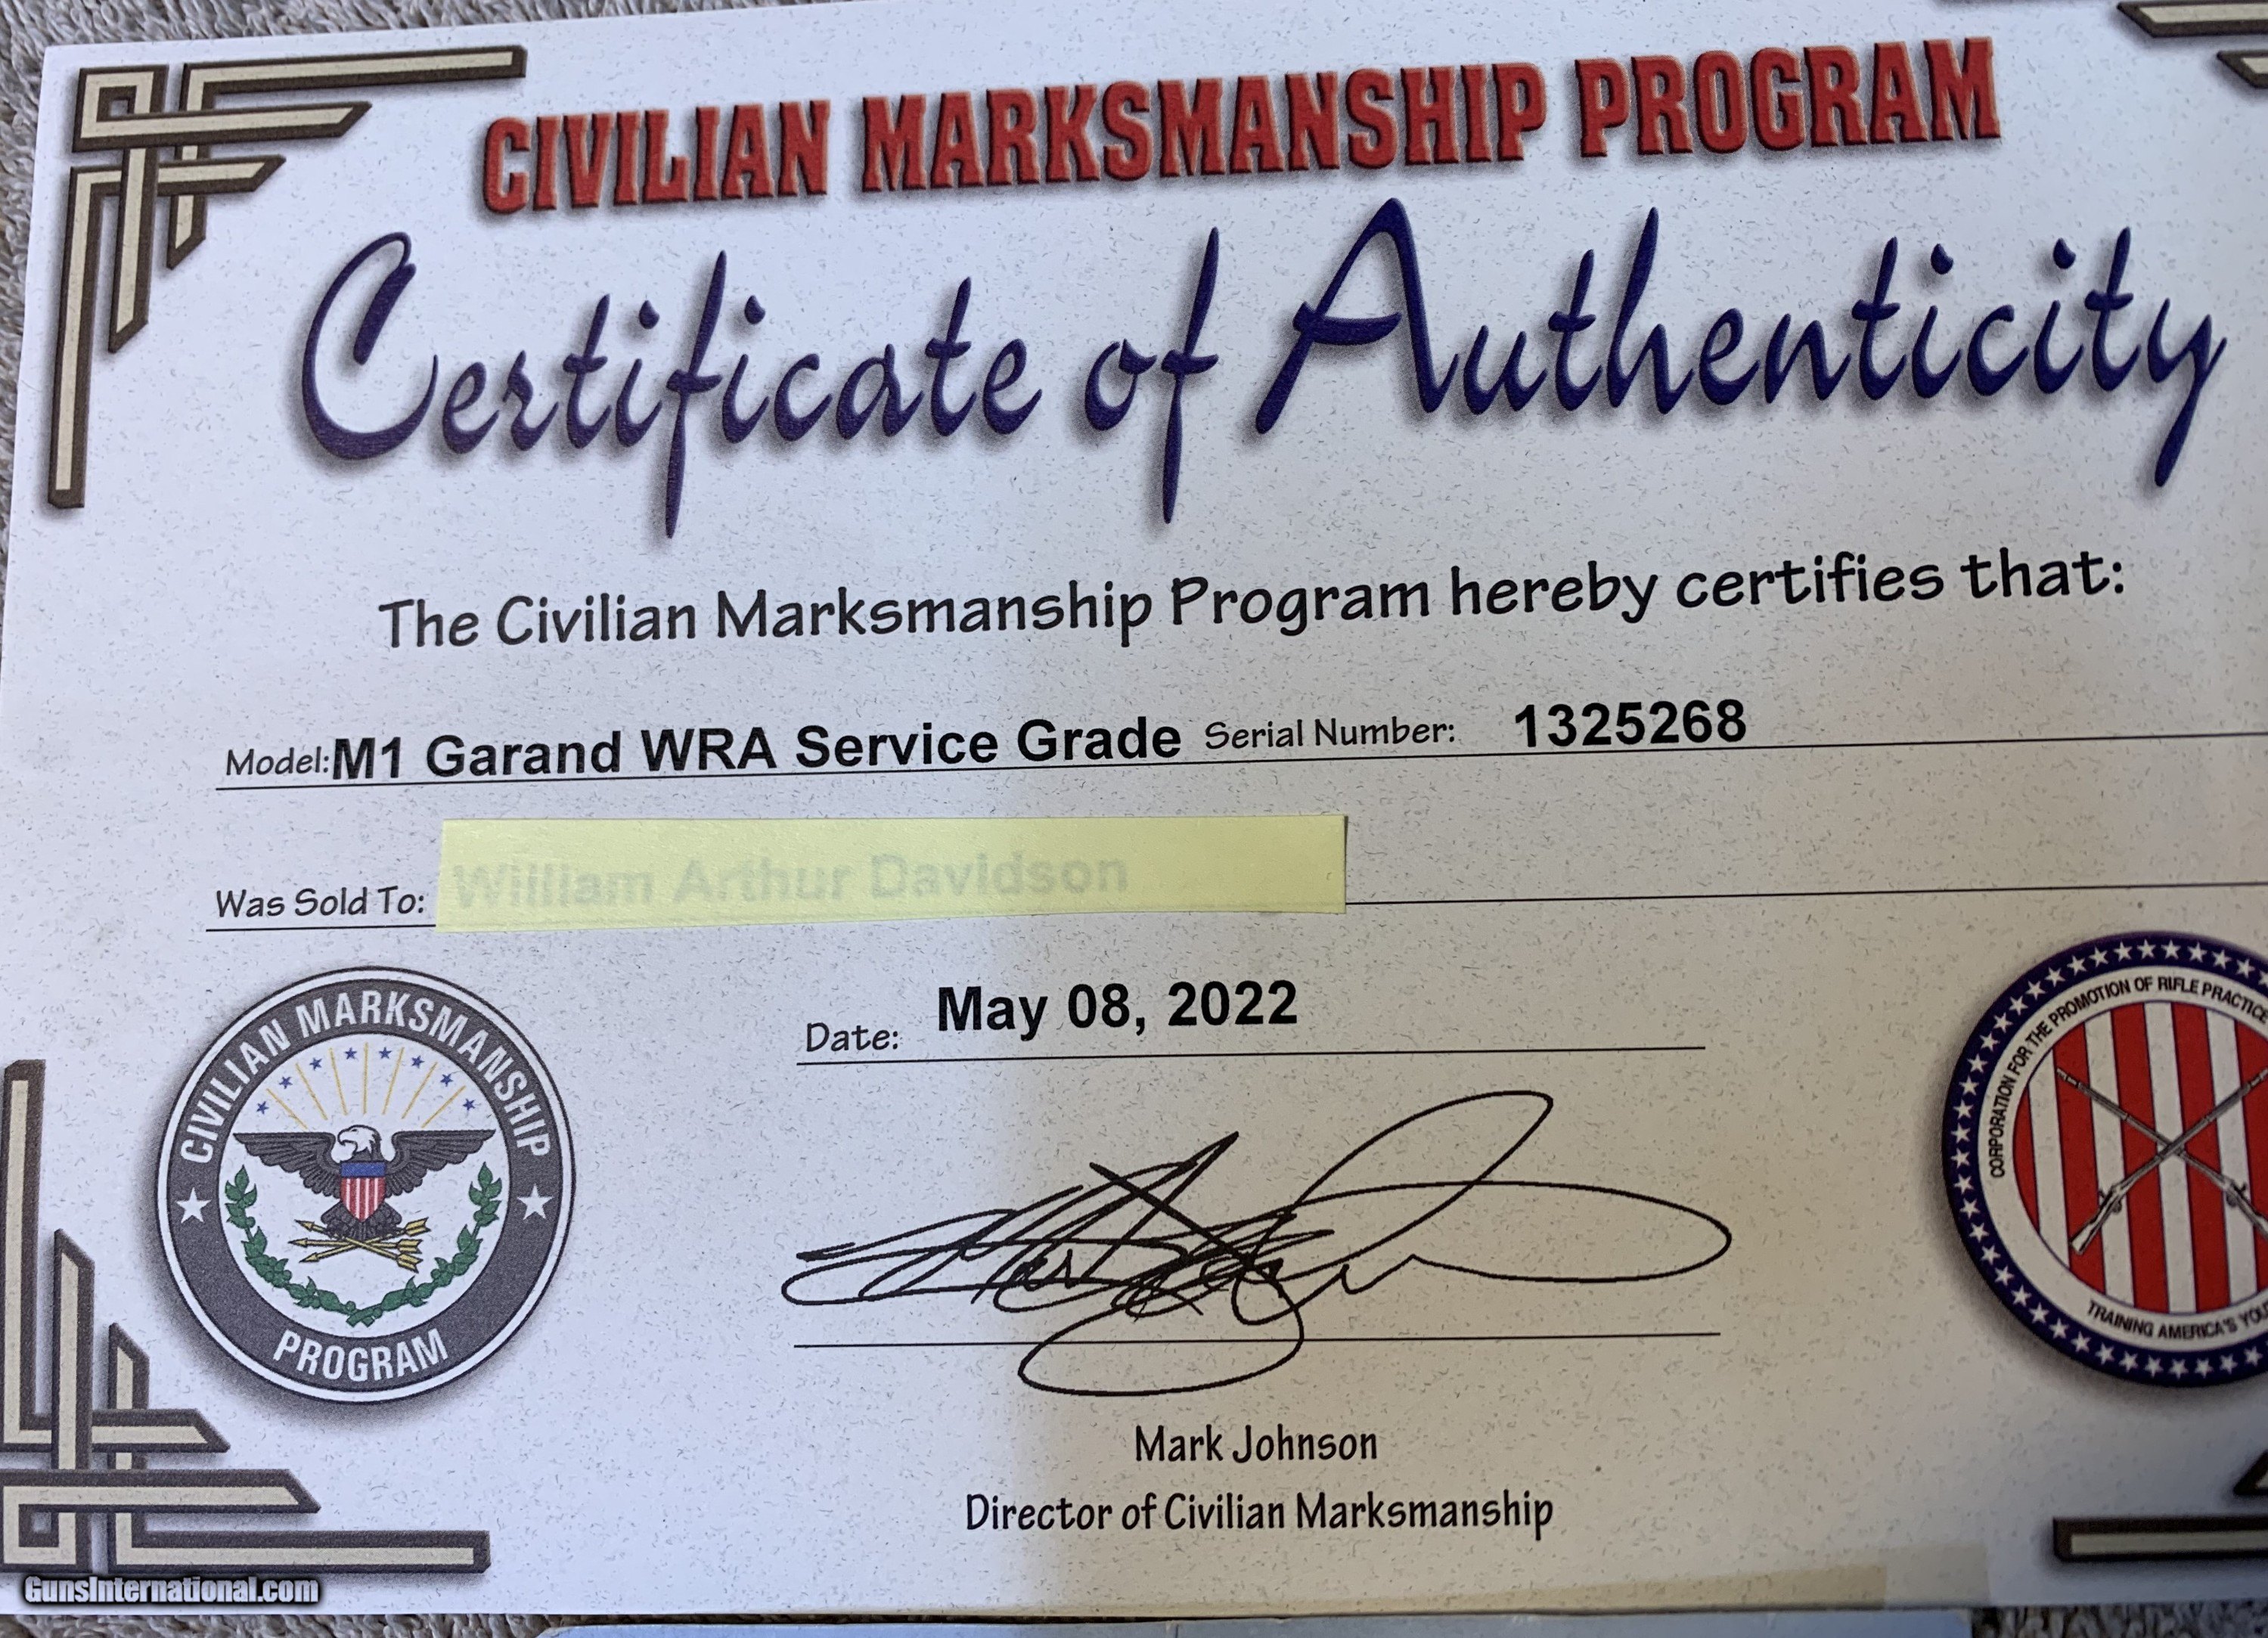 CIVILIAN MARKSMANSHIP PROGRAM
Certificate of Authenticity
The Civilian Marksmanship Program hereby certifies that:
Model: M1 Garand WRA Service Grade Serial Number: 1325268
Was Sold To:
Date: May 08, 2022
CIVILIAN MARKSMANSHIP
PROGRAM
CORPORATION FOR THE PROMOTION OF RIFLE PRACTICE
TRAINING AMERICA'S
Mark Johnson
Director of Civilian Marksmanship
GunsInternational.com